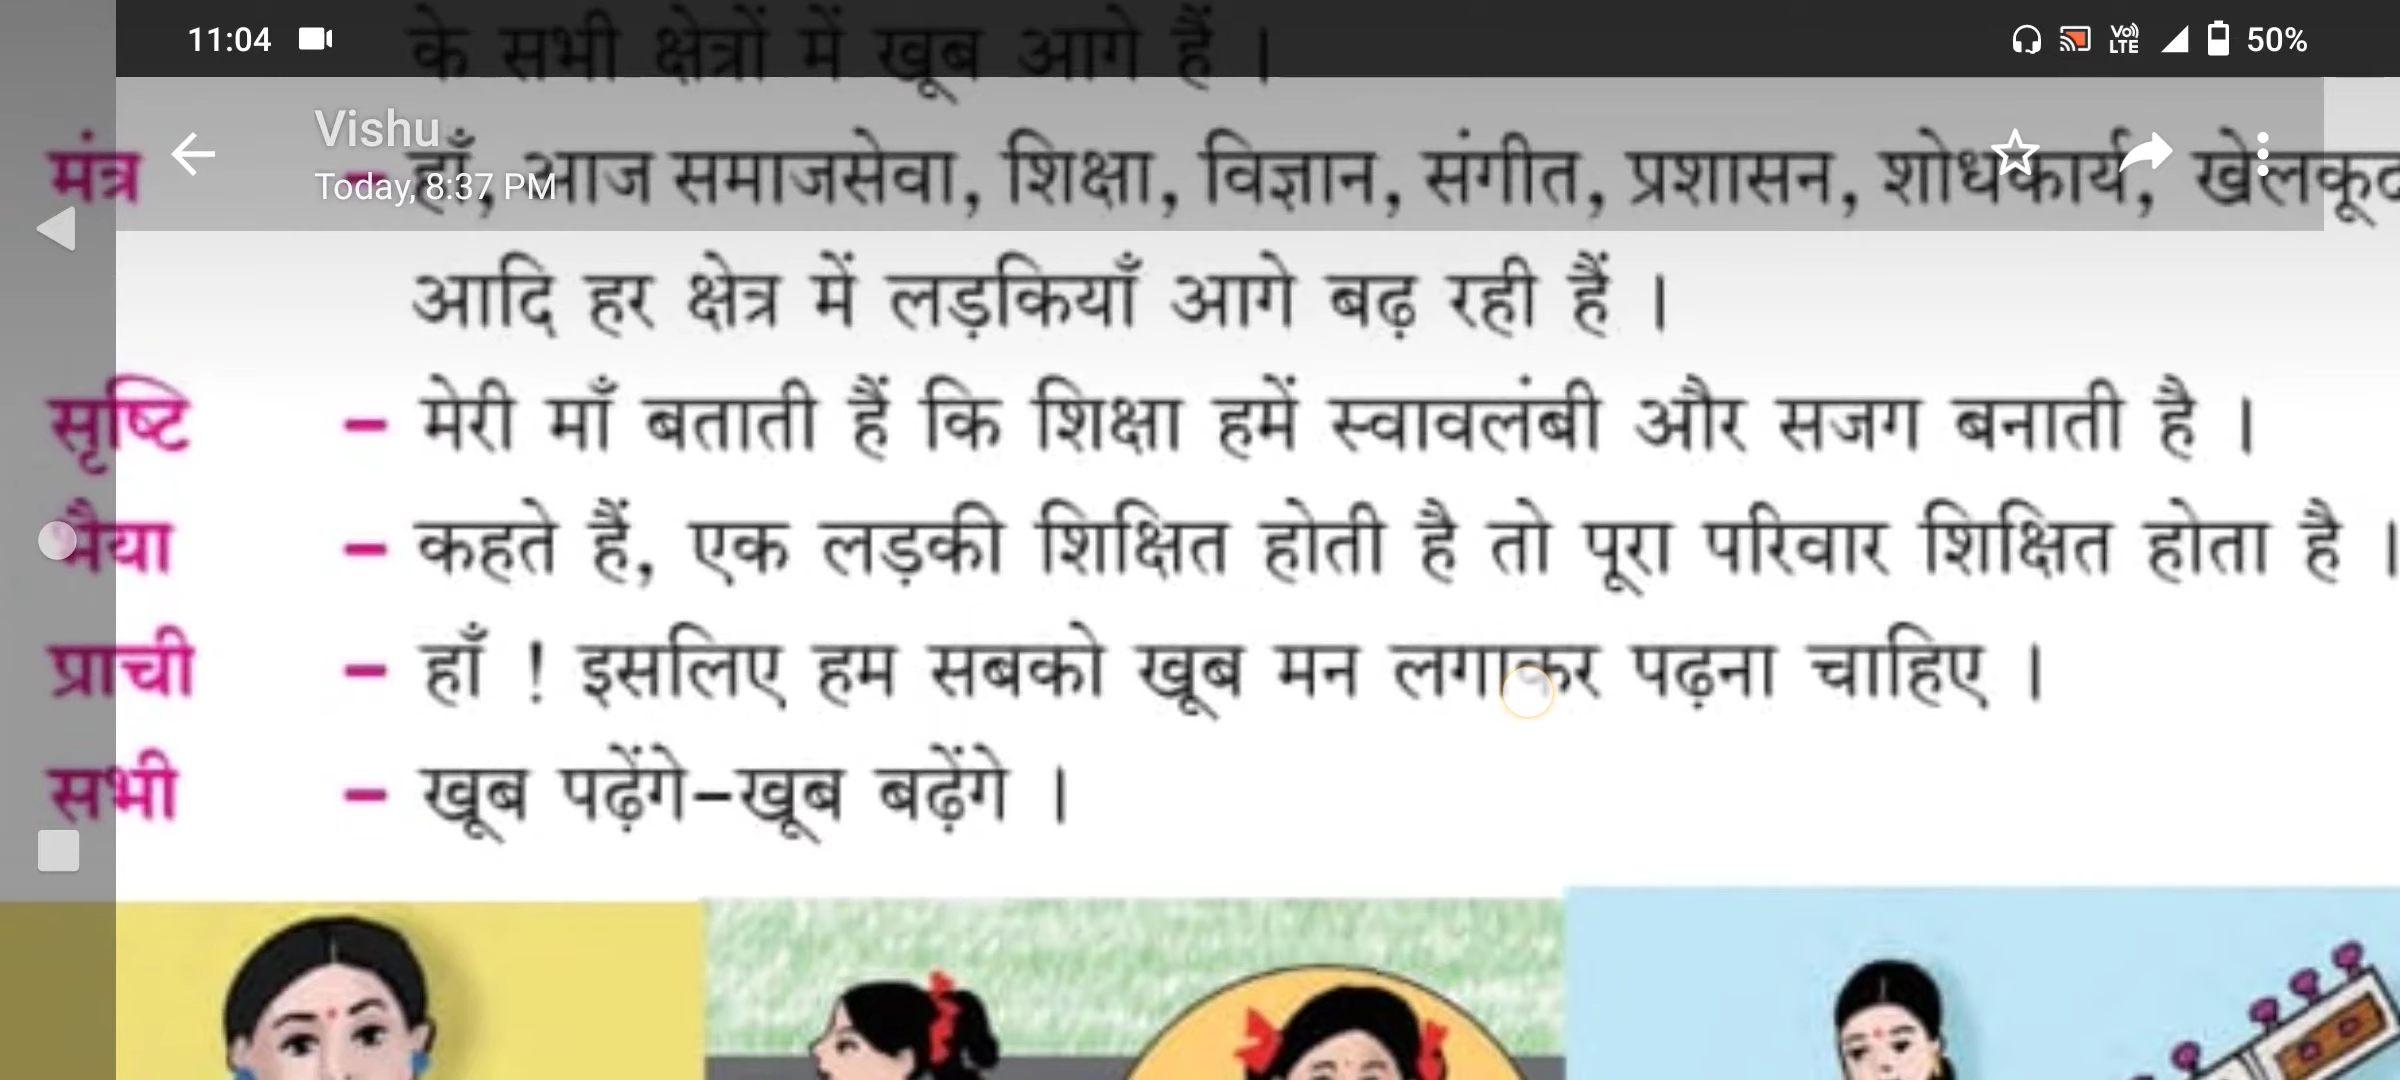 11:04 50%
के सभी क्षेत्रों में खूब आगे हैं ।
Vishu
Today, 8:37 PM
मंत्र – हाँ, आज समाजसेवा, शिक्षा, विज्ञान, संगीत, प्रशासन, शोधकार्य, खेलकूद
आदि हर क्षेत्र में लड़कियाँ आगे बढ़ रही हैं ।
सृष्टि – मेरी माँ बताती हैं कि शिक्षा हमें स्वावलंबी और सजग बनाती है ।
भैया – कहते हैं, एक लड़की शिक्षित होती है तो पूरा परिवार शिक्षित होता है ।
प्राची – हाँ ! इसलिए हम सबको खूब मन लगाकर पढ़ना चाहिए ।
सभी – खूब पढ़ेंगे–खूब बढ़ेंगे ।